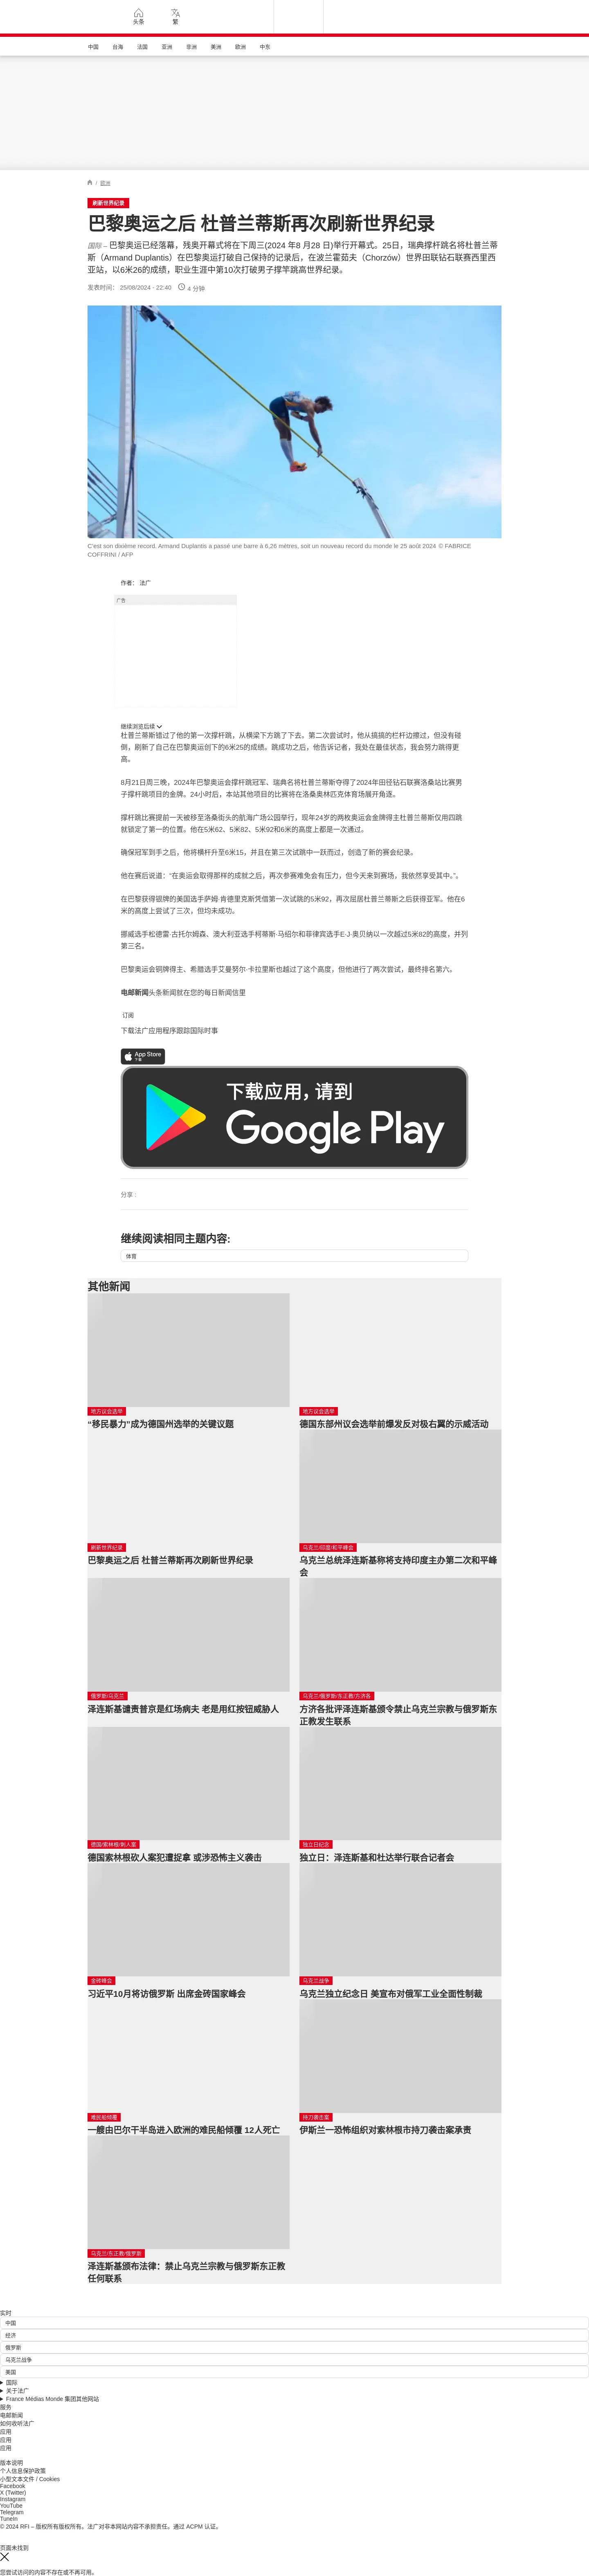 头条
繁
中国 台海 法国 亚洲 非洲 美洲 欧洲 中东
/ 欧洲
刷新世界纪录
巴黎奥运之后 杜普兰蒂斯再次刷新世界纪录
国际 – 巴黎奥运已经落幕，残奥开幕式将在下周三(2024 年8 月28 日)举行开幕式。25日，瑞典撑杆跳名将杜普兰蒂
斯（Armand Duplantis）在巴黎奥运打破自己保持的记录后，在波兰霍茹夫（Chorzów）世界田联钻石联赛西里西
亚站，以6米26的成绩，职业生涯中第10次打破男子撑竿跳高世界纪录。
发表时间： 25/08/2024 - 22:40 4 分钟
C'est son dixième record. Armand Duplantis a passé une barre à 6,26 mètres, soit un nouveau record du monde le 25 août 2024 © FABRICE
COFFRINI / AFP
作者： 法广
广告
继续浏览后续
杜普兰蒂斯错过了他的第一次撑杆跳，从横梁下方跳了下去。第二次尝试时，他从搞搞的栏杆边擦过，但没有碰
倒，刷新了自己在巴黎奥运创下的6米25的成绩。跳成功之后，他告诉记者，我处在最佳状态，我会努力跳得更
高。
8月21日周三晚，2024年巴黎奥运会撑杆跳冠军、瑞典名将杜普兰蒂斯夺得了2024年田径钻石联赛洛桑站比赛男
子撑杆跳项目的金牌。24小时后，本站其他项目的比赛将在洛桑奥林匹克体育场展开角逐。
撑杆跳比赛提前一天被移至洛桑街头的航海广场公园举行，现年24岁的两枚奥运会金牌得主杜普兰蒂斯仅用四跳
就锁定了第一的位置。他在5米62、5米82、5米92和6米的高度上都是一次通过。
确保冠军到手之后，他将横杆升至6米15，并且在第三次试跳中一跃而过，创造了新的赛会纪录。
他在赛后说道：“在奥运会取得那样的成就之后，再次参赛难免会有压力，但今天来到赛场，我依然享受其中。”。
在巴黎获得银牌的美国选手萨姆·肯德里克斯凭借第一次试跳的5米92，再次屈居杜普兰蒂斯之后获得亚军。他在6
米的高度上尝试了三次，但均未成功。
挪威选手松德雷·古托尔姆森、澳大利亚选手柯蒂斯·马绍尔和菲律宾选手E·J·奥贝纳以一次越过5米82的高度，并列
第三名。
巴黎奥运会铜牌得主、希腊选手艾曼努尔·卡拉里斯也越过了这个高度，但他进行了两次尝试，最终排名第六。
电邮新闻头条新闻就在您的每日新闻信里
订阅
下载法广应用程序跟踪国际时事
App Store
下载
下载应用，请到
Google Play
分享 :
继续阅读相同主题内容:
体育
其他新闻
地方议会选举
“移民暴力”成为德国州选举的关键议题
地方议会选举
德国东部州议会选举前爆发反对极右翼的示威活动
刷新世界纪录
巴黎奥运之后 杜普兰蒂斯再次刷新世界纪录
乌克兰/印度/和平峰会
乌克兰总统泽连斯基称将支持印度主办第二次和平峰
会
俄罗斯/乌克兰
泽连斯基谴责普京是红场病夫 老是用红按钮威胁人
乌克兰/俄罗斯/东正教/方济各
方济各批评泽连斯基颁令禁止乌克兰宗教与俄罗斯东
正教发生联系
德国/索林根/刺人案
德国索林根砍人案犯遭捉拿 或涉恐怖主义袭击
独立日纪念
独立日：泽连斯基和杜达举行联合记者会
金砖峰会
习近平10月将访俄罗斯 出席金砖国家峰会
乌克兰战争
乌克兰独立纪念日 美宣布对俄军工业全面性制裁
难民船倾覆
一艘由巴尔干半岛进入欧洲的难民船倾覆 12人死亡
持刀袭击案
伊斯兰一恐怖组织对索林根市持刀袭击案承责
乌克兰/东正教/俄罗斯
泽连斯基颁布法律：禁止乌克兰宗教与俄罗斯东正教
任何联系
实时
中国
经济
俄罗斯
乌克兰战争
美国
国际
关于法广
France Médias Monde 集团其他网站
服务
电邮新闻
如何收听法广
应用
应用
应用
版本说明
个人信息保护政策
小型文本文件 / Cookies
Facebook
X (Twitter)
Instagram
YouTube
Telegram
TuneIn
© 2024 RFI – 版权所有版权所有。法广对非本网站内容不承担责任。通过 ACPM 认证。
页面未找到
您尝试访问的内容不存在或不再可用。